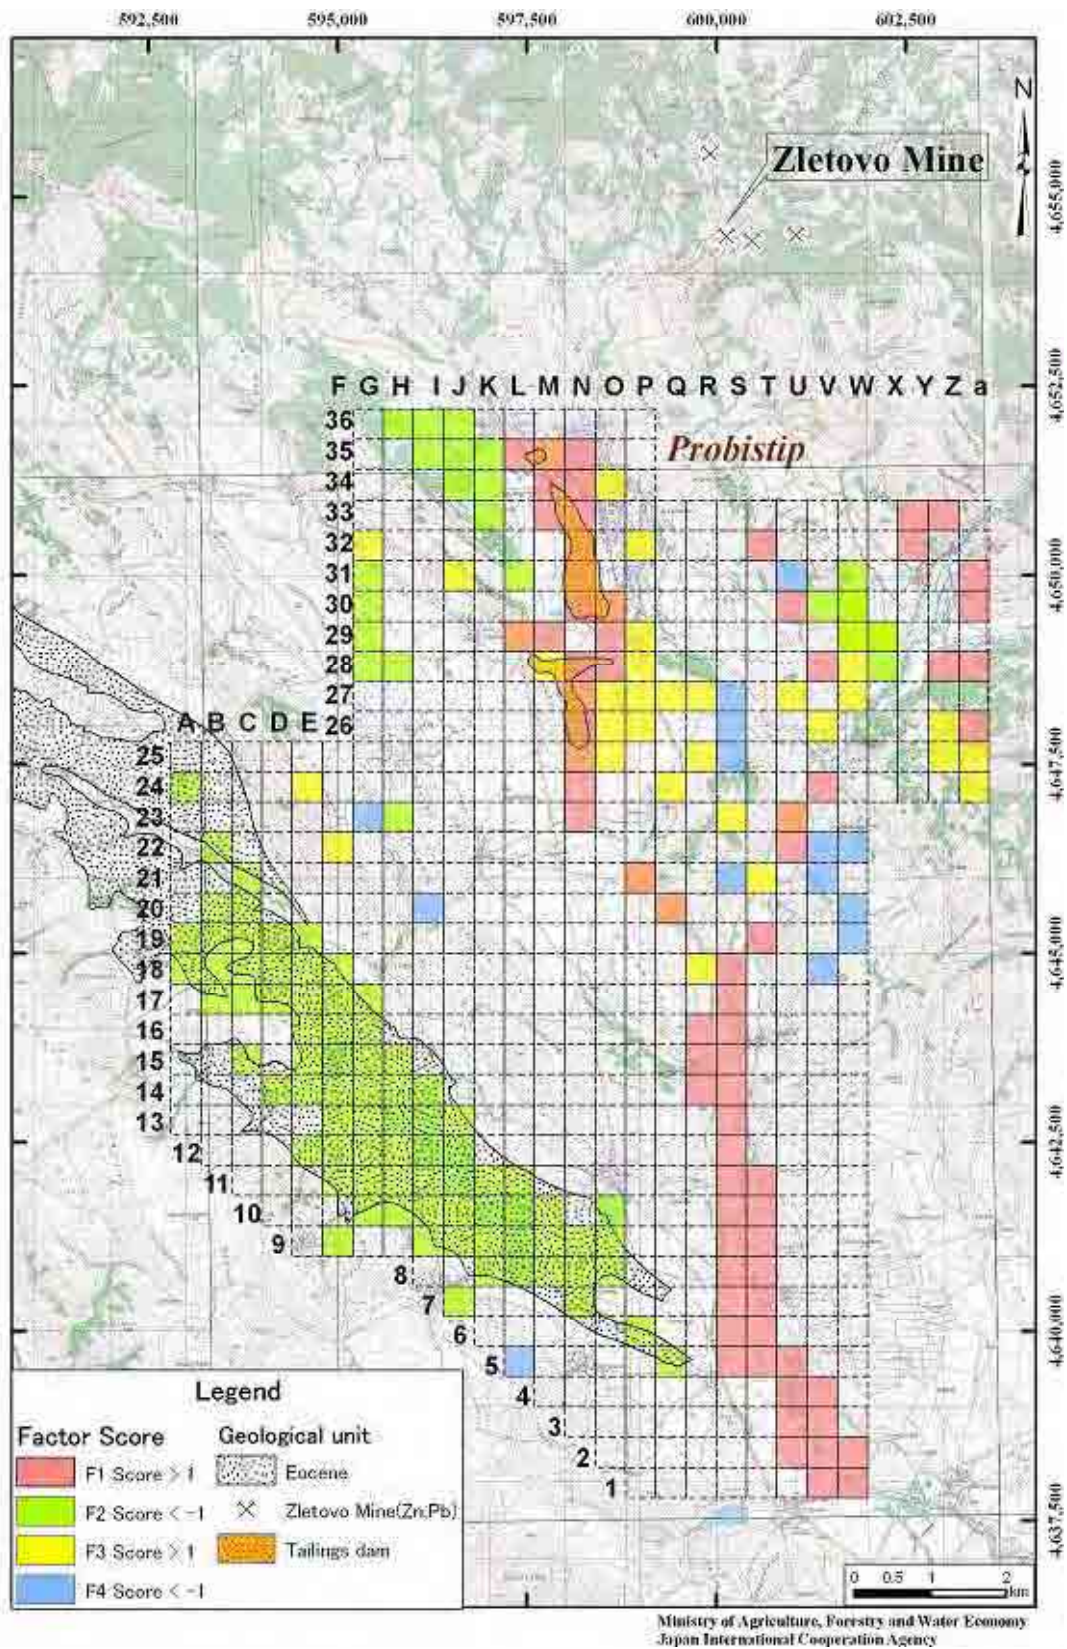 592,500 595,000 597,500 600,000 602,500
N
Zletovo Mine
4,655,000
4,652,500
F G H I J K L M N O P Q R S T U V W X Y Z a
36
35
Probistip
34
33
32
31
4,650,000
30
29
28
27
A B C D E
26
25
4,647,500
24
23
22
21
20
19
4,645,000
18
17
16
15
14
13
4,642,500
12
11
10
9
8
7
6
4,640,000
5
4
3
2
1
4,637,500
Legend
Factor Score
Geological unit
F1 Score > 1
Eocene
F2 Score < -1
Zletovo Mine(Zn.Pb)
F3 Score > 1
Tailings dam
F4 Score < -1
0 0.5 1 2
km
Ministry of Agriculture, Forestry and Water Economy
Japan International Cooperation Agency